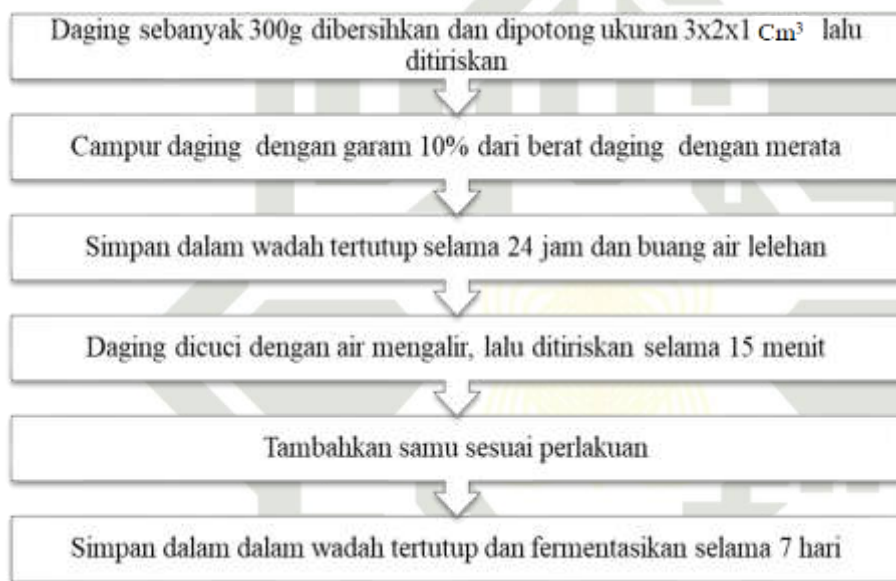 Daging sebanyak 300g dibersihkan dan dipotong ukuran 3x2x1 Cm³ lalu
ditiriskan
Campur daging dengan garam 10% dari berat daging dengan merata
Simpan dalam wadah tertutup selama 24 jam dan buang air lelehan
Daging dicuci dengan air mengalir, lalu ditiriskan selama 15 menit
Tambahkan samu sesuai perlakuan
Simpan dalam dalam wadah tertutup dan fermentasikan selama 7 hari